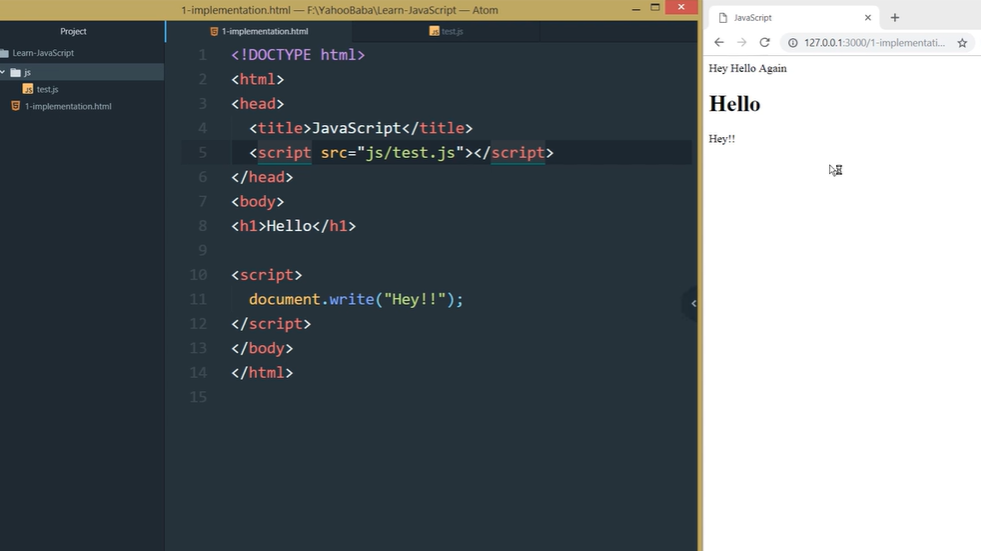 1-implementation.html — F:\YahooBaba\Learn-JavaScript — Atom
Project
Learn-JavaScript
js
test.js
1-implementation.html
1-implementation.html
test.js
1 <!DOCTYPE html>
2 <html>
3 <head>
4 <title>JavaScript</title>
5 <script src="js/test.js"></script>
6 </head>
7 <body>
8 <h1>Hello</h1>
9
10 <script>
11 document.write("Hey!!");
12 </script>
13 </body>
14 </html>
15
JavaScript
127.0.0.1:3000/1-implementati...
Hey Hello Again
Hello
Hey!!